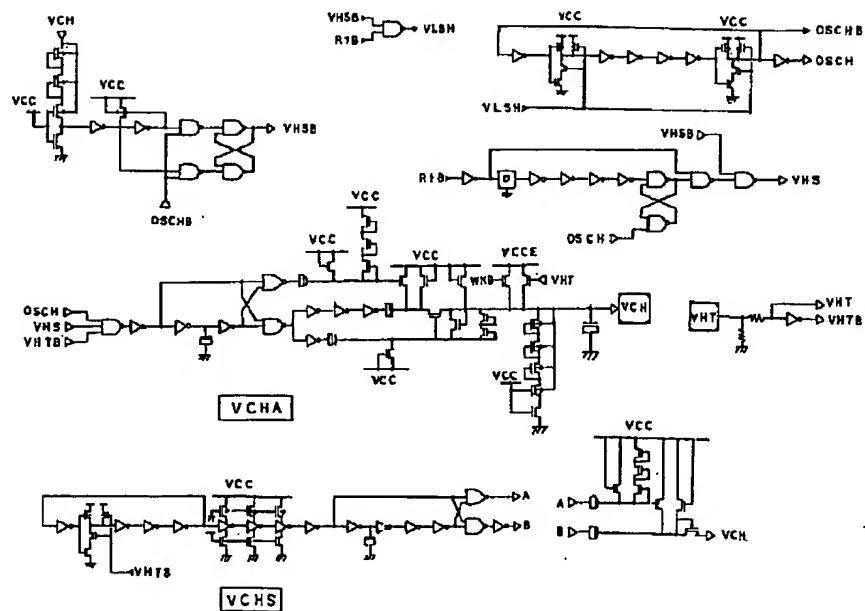 VCH
VCC
VCC
VHSB
OSCHB
VHSB
R1B
VLSH
VCC
VCC
OSCHB
OSCH
VLSH
VHSB
R1B
D
VHS
OSCH
VCC
VCC
VCC
VCCE
WKB
VHT
OSCH
VHS
VHTB
VCH
VCC
VCC
VHT
VHT
VHTB
VCHA
VCC
A
B
VHTS
VCHS
VCC
A
B
VCH